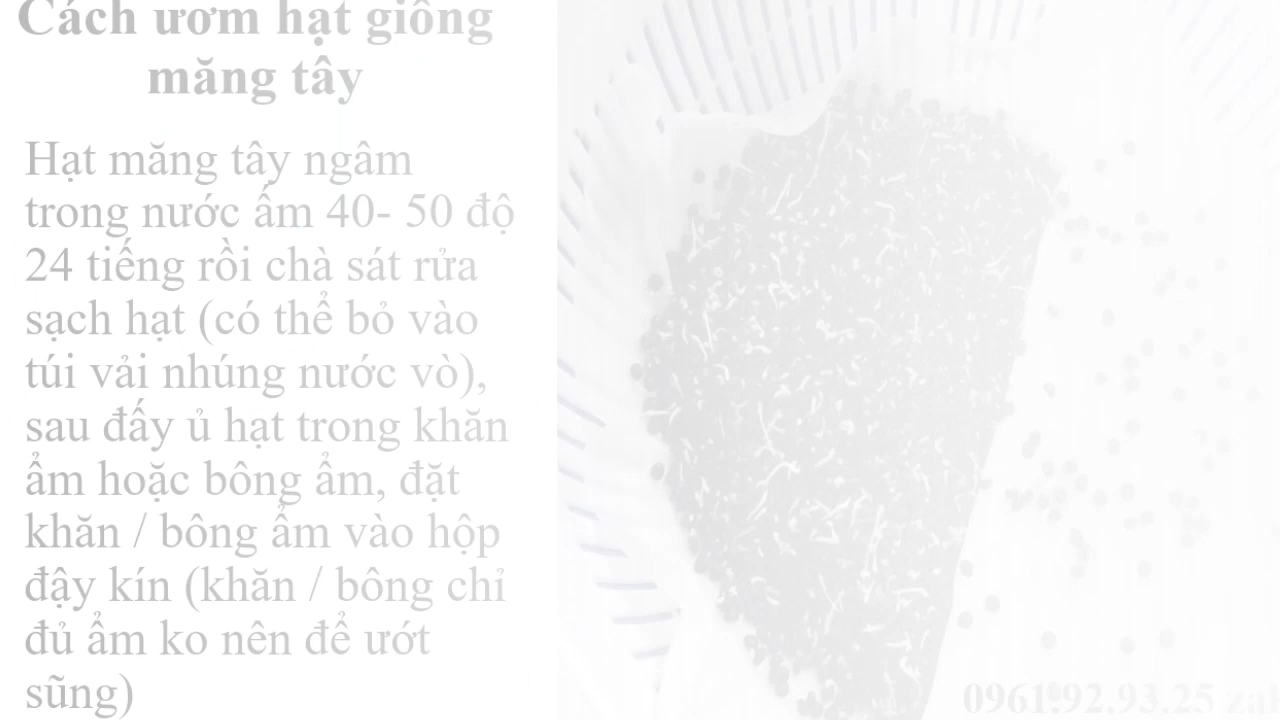 Cách ươm hạt giống
măng tây
Hạt măng tây ngâm
trong nước ấm 40- 50 độ
24 tiếng rồi chà sát rửa
sạch hạt (có thể bỏ vào
túi vải nhúng nước vò),
sau đấy ủ hạt trong khăn
ẩm hoặc bông ẩm, đặt
khăn / bông ẩm vào hộp
đậy kín (khăn / bông chỉ
đủ ẩm ko nên để ướt
sũng)
0961.92.93.25 zal